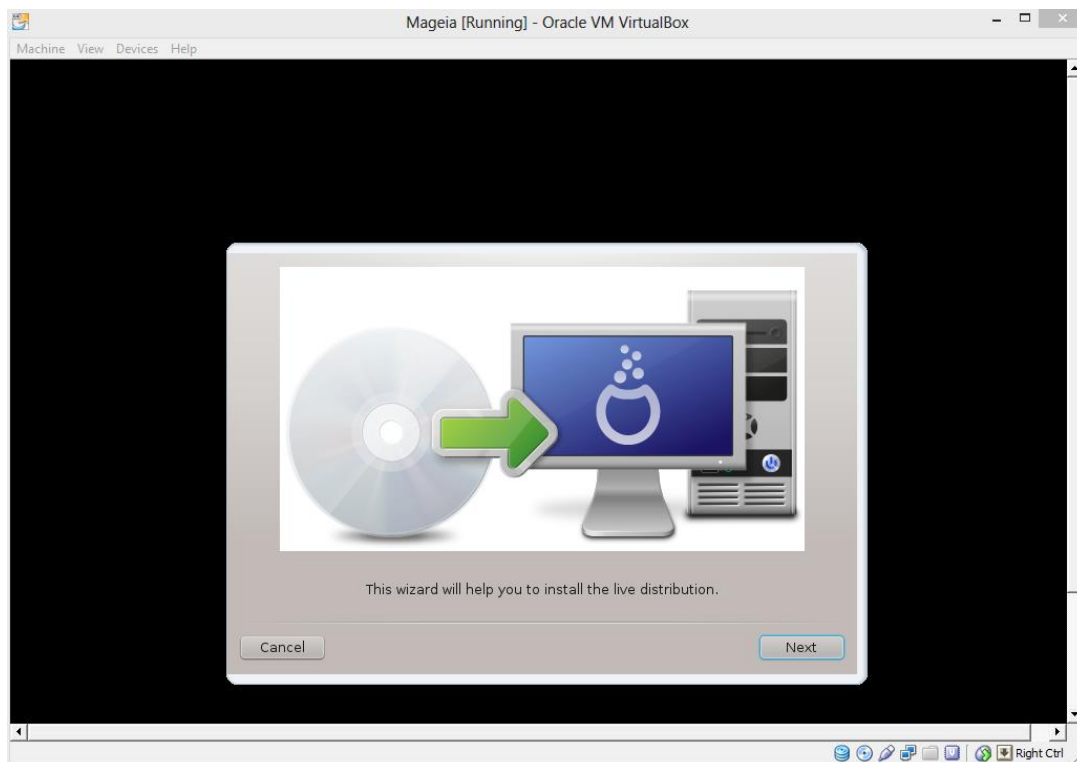 Mageia [Running] - Oracle VM VirtualBox
Machine View Devices Help
This wizard will help you to install the live distribution.
Cancel Next
Right Ctrl